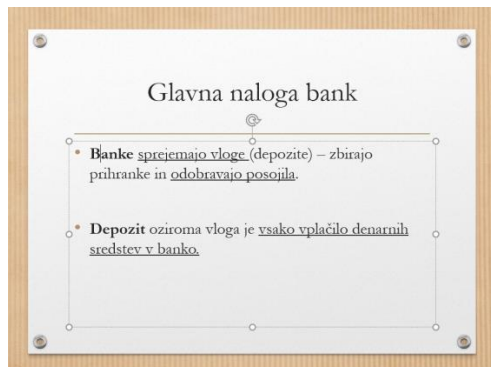 Glavna naloga bank
• Banke sprejemajo vloge (depozite) – zbirajo
prihranke in odobravajo posojila.
• Depozit oziroma vloga je vsako vplačilo denarnih
sredstev v banko.